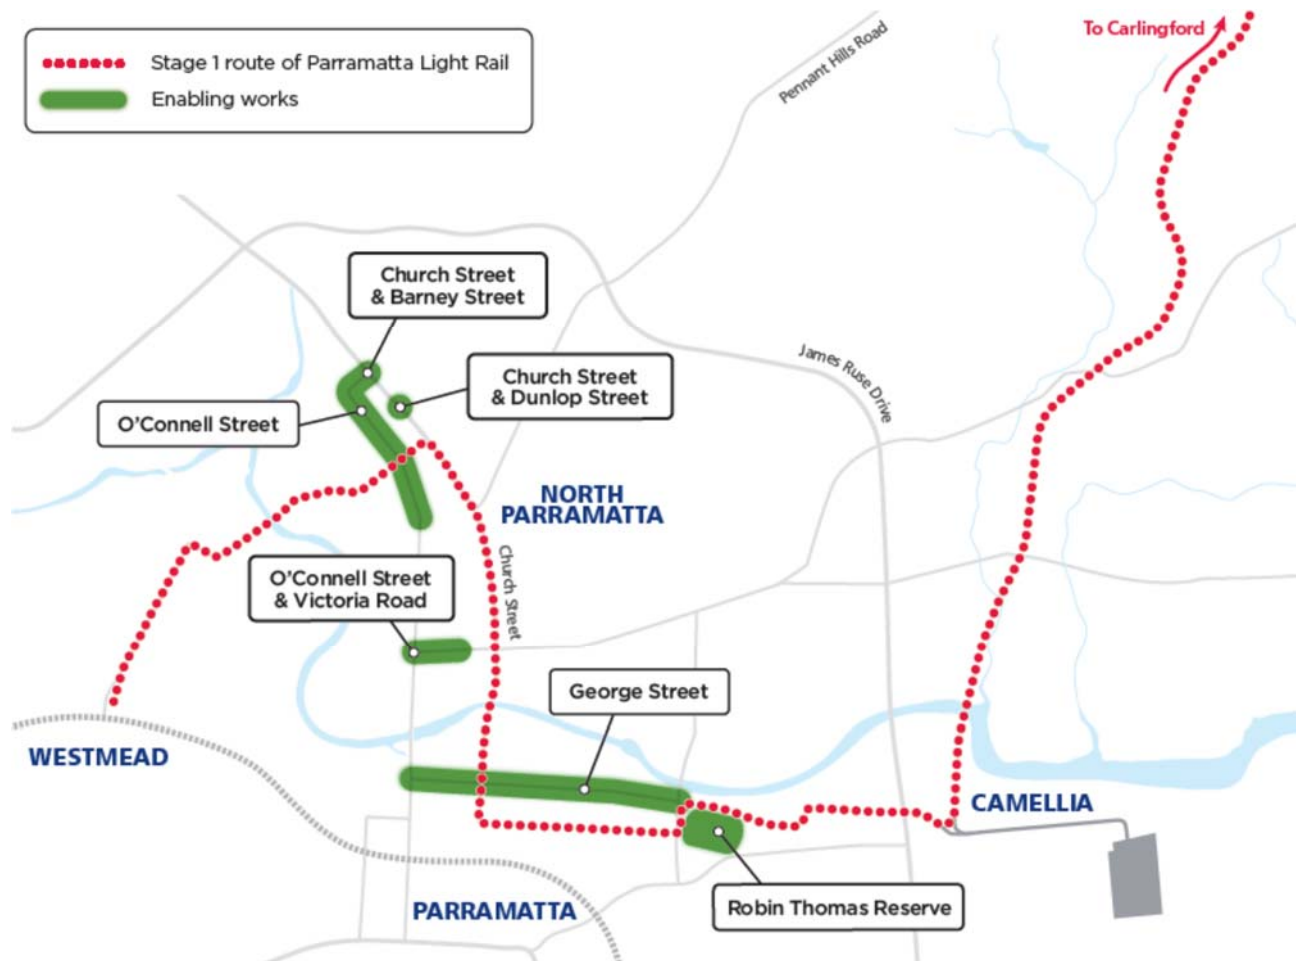 To Carlingford
Stage 1 route of Parramatta Light Rail
Enabling works
Pennant Hills Road
Church Street
& Barney Street
James Ruse Drive
Church Street
& Dunlop Street
O'Connell Street
NORTH
PARRAMATTA
Church Street
O'Connell Street
& Victoria Road
George Street
WESTMEAD
CAMELLIA
PARRAMATTA
Robin Thomas Reserve